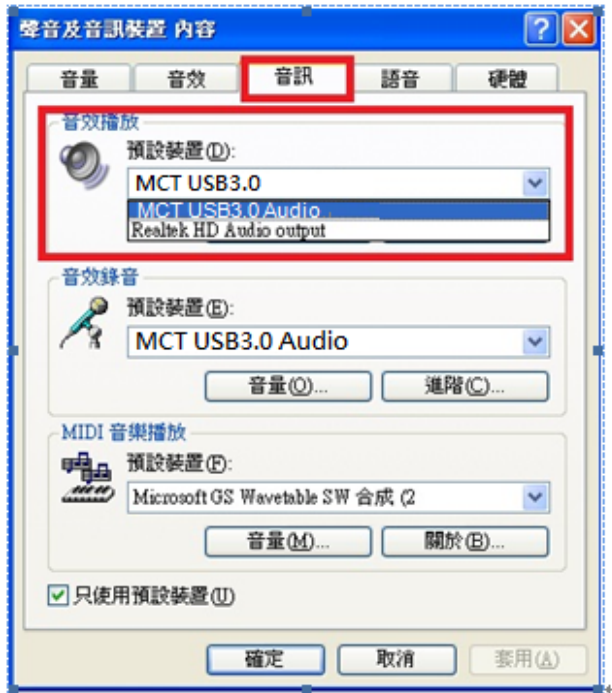 聲音及音訊裝置 內容
音量 音效 音訊 語音 硬體
音效播放
預設裝置(D):
MCT USB3.0
MCT USB3.0 Audio
Realtek HD Audio output
音效錄音
預設裝置(E):
MCT USB3.0 Audio
音量(O)... 進階(C)...
MIDI 音樂播放
預設裝置(F):
Microsoft GS Wavetable SW 合成 (2
音量(M)... 關於(B)...
只使用預設裝置(U)
確定 取消 套用(A)